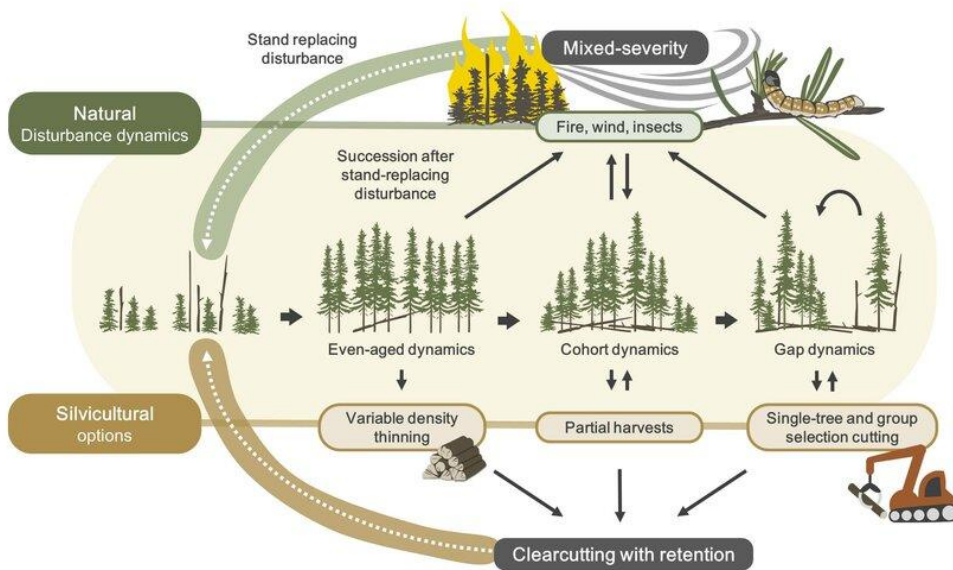 Stand replacing
disturbance
Mixed-severity
Natural
Disturbance dynamics
Fire, wind, insects
Succession after
stand-replacing
disturbance
Even-aged dynamics
Cohort dynamics
Gap dynamics
Silvicultural
options
Variable density
thinning
Partial harvests
Single-tree and group
selection cutting
Clearcutting with retention